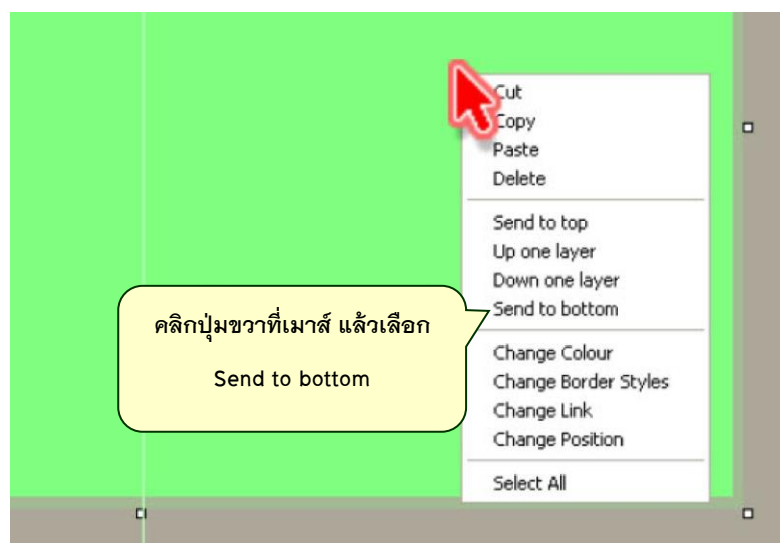 Cut
Copy
Paste
Delete
Send to top
Up one layer
Down one layer
Send to bottom
Change Colour
Change Border Styles
Change Link
Change Position
Select All
คลิกปุ่มขวาที่เมาส์ แล้วเลือก
Send to bottom